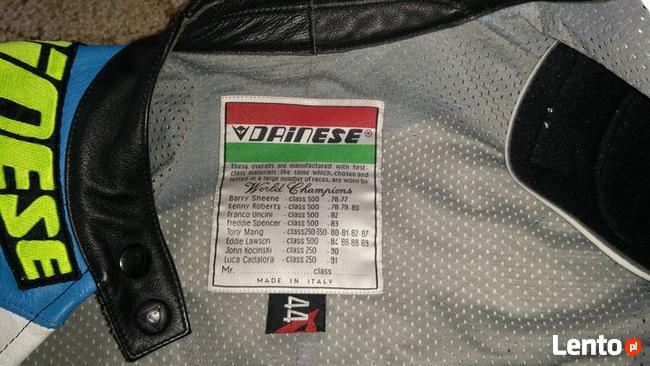 DAINESE®
These overalls are manufactured with first-
class materials the same which, chosen and
tested in a large number of races, are worn by
World Champions
Barry Sheene - class 500 - 76-77
Kenny Roberts - class 500 - 78-79-80
Franco Uncini - class 500 - 82
Freddie Spencer - class 500 - 83
Tony Mang - class 250 350 - 80-81-82-87
Eddie Lawson - class 500 - 84 86 88 89
John Kocinski - class 250 - 90
Luca Cadalora - class 250 - 91
Mr. class
MADE IN ITALY
44
NESE
Lento.pl